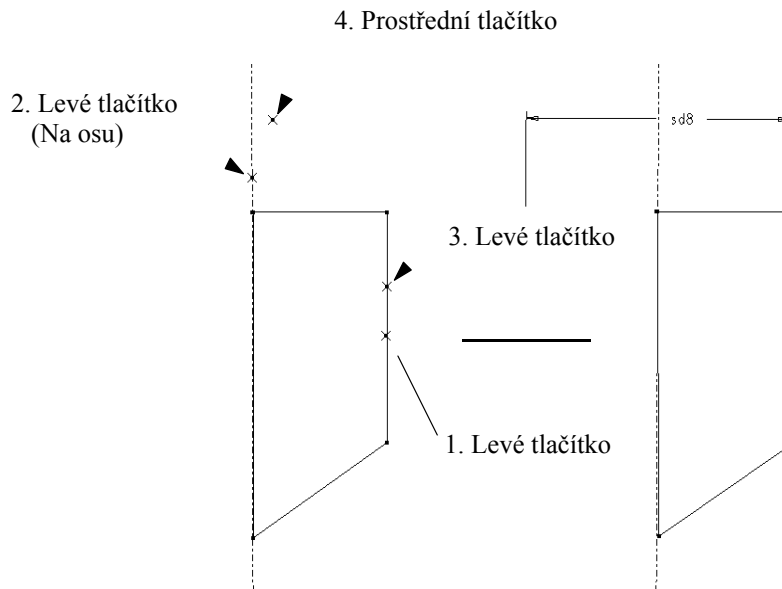 4. Prostřední tlačítko
2. Levé tlačítko
(Na osu)
sd8
3. Levé tlačítko
1. Levé tlačítko